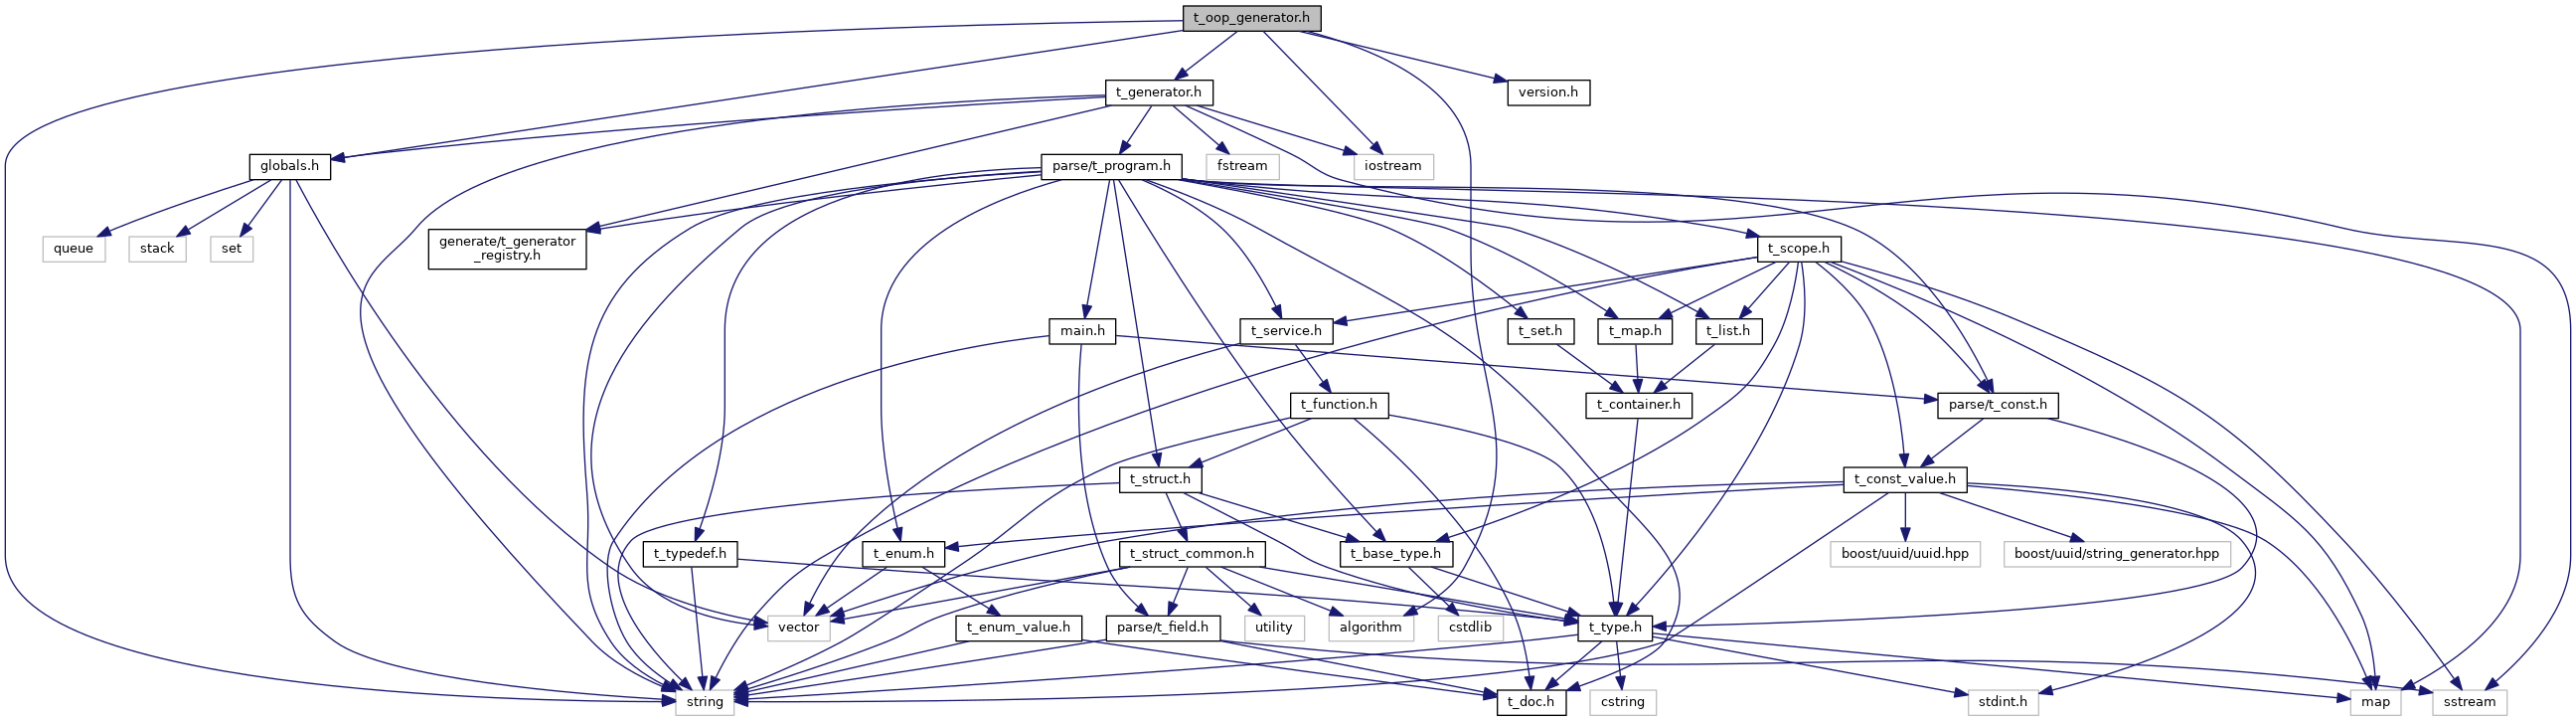 t_oop_generator.h
t_generator.h
version.h
globals.h
parse/t_program.h
fstream
iostream
queue
stack
set
generate/t_generator
_registry.h
t_scope.h
main.h
t_service.h
t_set.h
t_map.h
t_list.h
t_function.h
t_container.h
parse/t_const.h
t_struct.h
t_const_value.h
t_typedef.h
t_enum.h
t_struct_common.h
t_base_type.h
boost/uuid/uuid.hpp
boost/uuid/string_generator.hpp
vector
t_enum_value.h
parse/t_field.h
utility
algorithm
cstdlib
t_type.h
string
t_doc.h
cstring
stdint.h
map
sstream